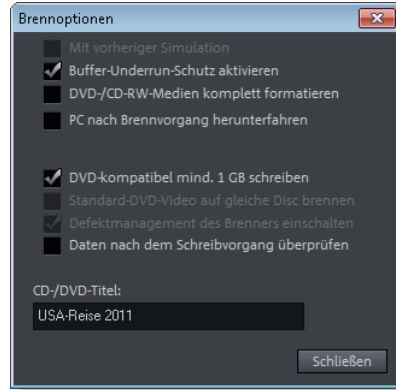 Brennoptionen
Mit vorheriger Simulation
Buffer-Underrun-Schutz aktivieren
DVD-/CD-RW-Medien komplett formatieren
PC nach Brennvorgang herunterfahren
DVD-kompatibel mind. 1 GB schreiben
Standard-DVD-Video auf gleiche Disc brennen
Defektmanagement des Brenners einschalten
Daten nach dem Schreibvorgang überprüfen
CD-/DVD-Titel:
USA-Reise 2011
Schließen